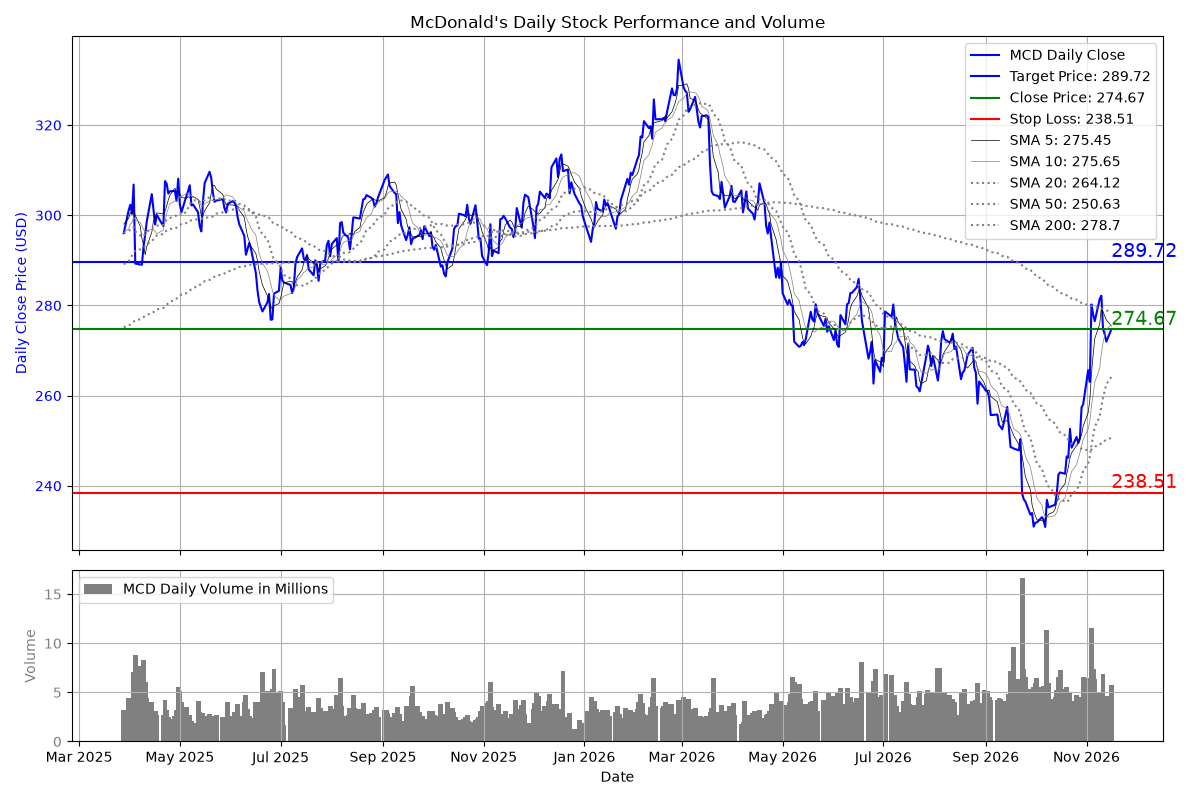 McDonald's Daily Stock Performance and Volume
MCD Daily Close
Target Price: 289.72
Close Price: 274.67
Stop Loss: 238.51
SMA 5: 275.45
SMA 10: 275.65
SMA 20: 264.12
SMA 50: 250.63
SMA 200: 278.7
Daily Close Price (USD)
320
300
280
260
240
289.72
274.67
238.51
MCD Daily Volume in Millions
Volume
15
10
5
0
Mar 2025 May 2025 Jul 2025 Sep 2025 Nov 2025 Jan 2026 Mar 2026 May 2026 Jul 2026 Sep 2026 Nov 2026
Date